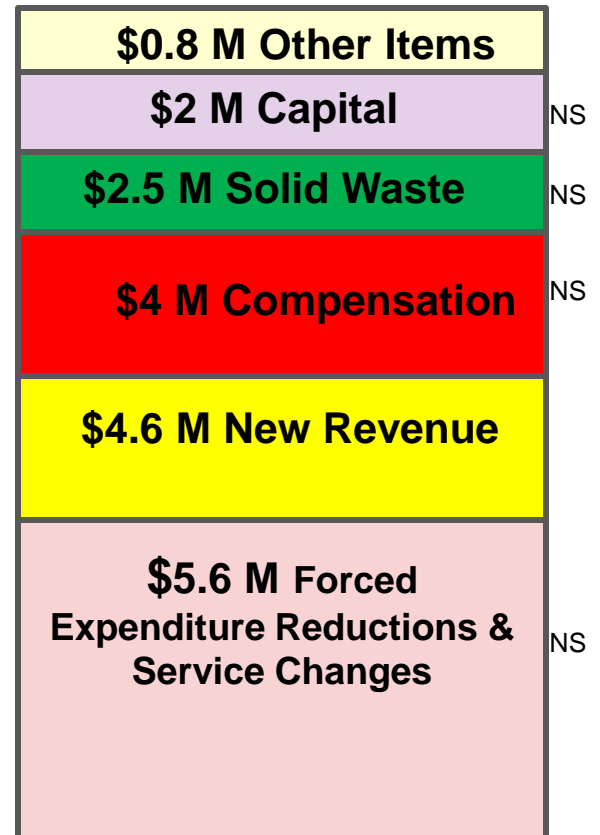 $0.8 M Other Items
$2 M Capital
NS
$2.5 M Solid Waste
NS
$4 M Compensation
NS
$4.6 M New Revenue
$5.6 M Forced
Expenditure Reductions &
NS
Service Changes